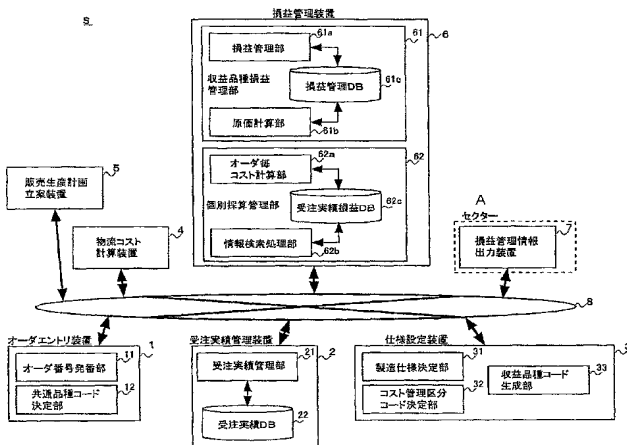 S
損益管理装置
6
61
61a
損益管理部
収益品種損益
管理部
損益管理DB
61c
原価計算部
61b
62
62a
オーダ毎
コスト計算部
個別採算管理部
受注実績損益DB
62c
情報検索処理部
62b
5
販売生産計画
立案装置
4
物流コスト
計算装置
A
セクター
7
損益管理情報
出力装置
8
オーダエントリ装置
1
11
オーダ番号発番部
12
共通品種コード
決定部
受注実績管理装置
2
21
受注実績管理部
受注実績DB
22
仕様設定装置
31
製造仕様決定部
32
コスト管理区分
コード決定部
収益品種コード
生成部
33